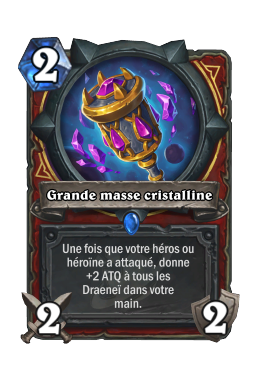 2
Grande masse cristalline
Une fois que votre héros ou
héroïne a attaqué, donne
+2 ATQ à tous les
Draeneï dans votre
main.
2
2